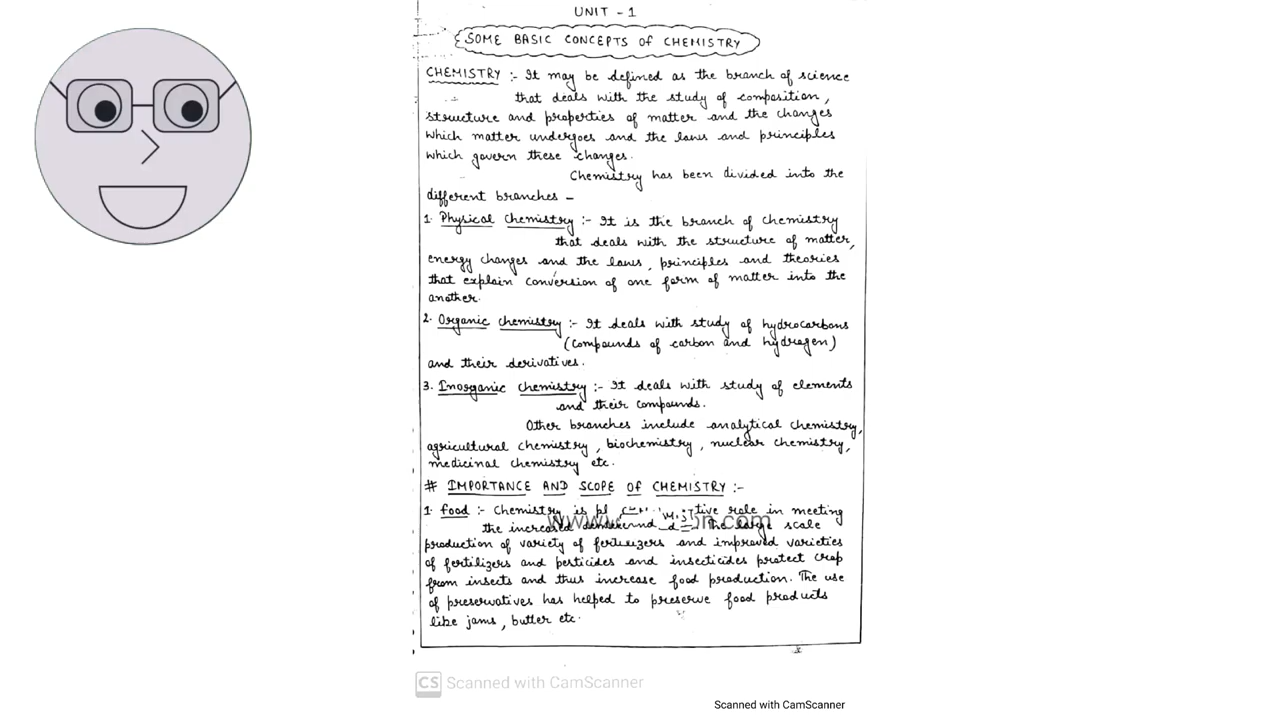 UNIT - 1
SOME BASIC CONCEPTS OF CHEMISTRY
CHEMISTRY :- It may be defined as the branch of science
that deals with the study of composition,
structure and properties of matter and the changes
which matter undergoes and the laws and principles
which govern these changes.
Chemistry has been divided into the
different branches –
1. Physical chemistry :- It is the branch of chemistry
that deals with the structure of matter,
energy changes and the laws, principles and theories
that explain conversion of one form of matter into the
another.
2. Organic chemistry :- It deals with study of hydrocarbons
(compounds of carbon and hydrogen)
and their derivatives.
3. Inorganic chemistry :- It deals with study of elements
and their compounds.
Other branches include analytical chemistry,
agricultural chemistry, biochemistry, nuclear chemistry,
medicinal chemistry etc.
# IMPORTANCE AND SCOPE OF CHEMISTRY :-
1. food :- Chemistry is role in meeting
the increased the large scale
production of variety of fertilizers and improved varieties
of fertilizers and pesticides and insecticides protect crop
from insects and thus increase food production. The use
of preservatives has helped to preserve food products
like jams, butter etc.
CS Scanned with CamScanner
Scanned with CamScanner